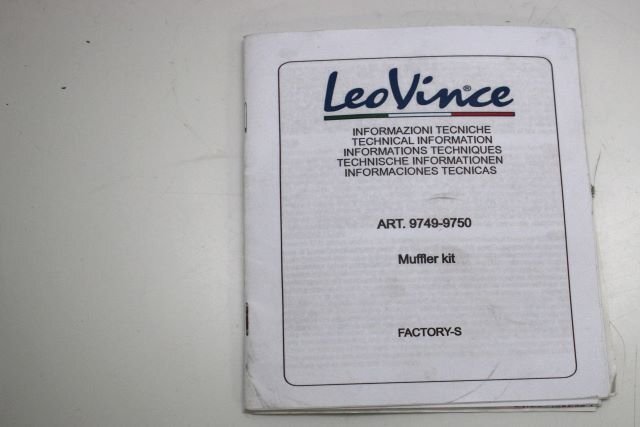 LeoVince®
INFORMAZIONI TECNICHE
TECHNICAL INFORMATION
INFORMATIONS TECHNIQUES
TECHNISCHE INFORMATIONEN
INFORMACIONES TECNICAS
ART. 9749-9750
Muffler kit
FACTORY-S